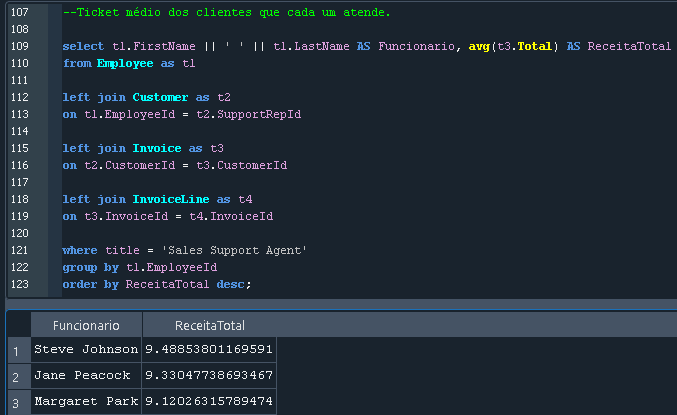 107 --Ticket médio dos clientes que cada um atende.
108
109 select t1.FirstName || ' ' || t1.LastName AS Funcionario, avg(t3.Total) AS ReceitaTotal
110 from Employee as t1
111
112 left join Customer as t2
113 on t1.EmployeeId = t2.SupportRepId
114
115 left join Invoice as t3
116 on t2.CustomerId = t3.CustomerId
117
118 left join InvoiceLine as t4
119 on t3.InvoiceId = t4.InvoiceId
120
121 where title = 'Sales Support Agent'
122 group by t1.EmployeeId
123 order by ReceitaTotal desc;
Funcionario ReceitaTotal
1 Steve Johnson 9.48853801169591
2 Jane Peacock 9.33047738693467
3 Margaret Park 9.12026315789474